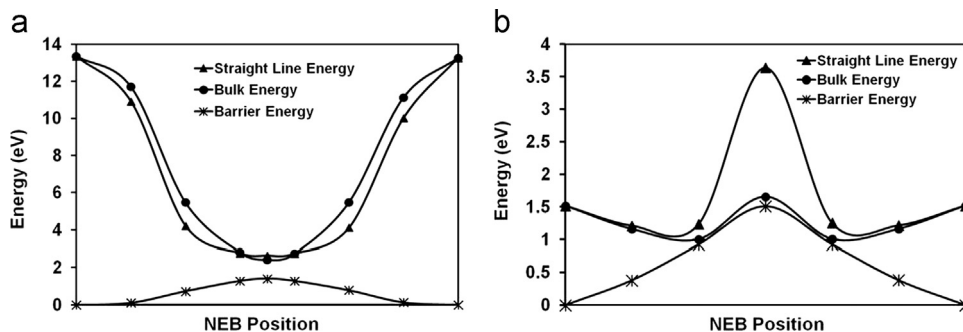 a
14
12
10
8
6
4
2
0
Energy (eV)
Straight Line Energy
Bulk Energy
Barrier Energy
NEB Position
b
4
3.5
3
2.5
2
1.5
1
0.5
0
Energy (eV)
Straight Line Energy
Bulk Energy
Barrier Energy
NEB Position